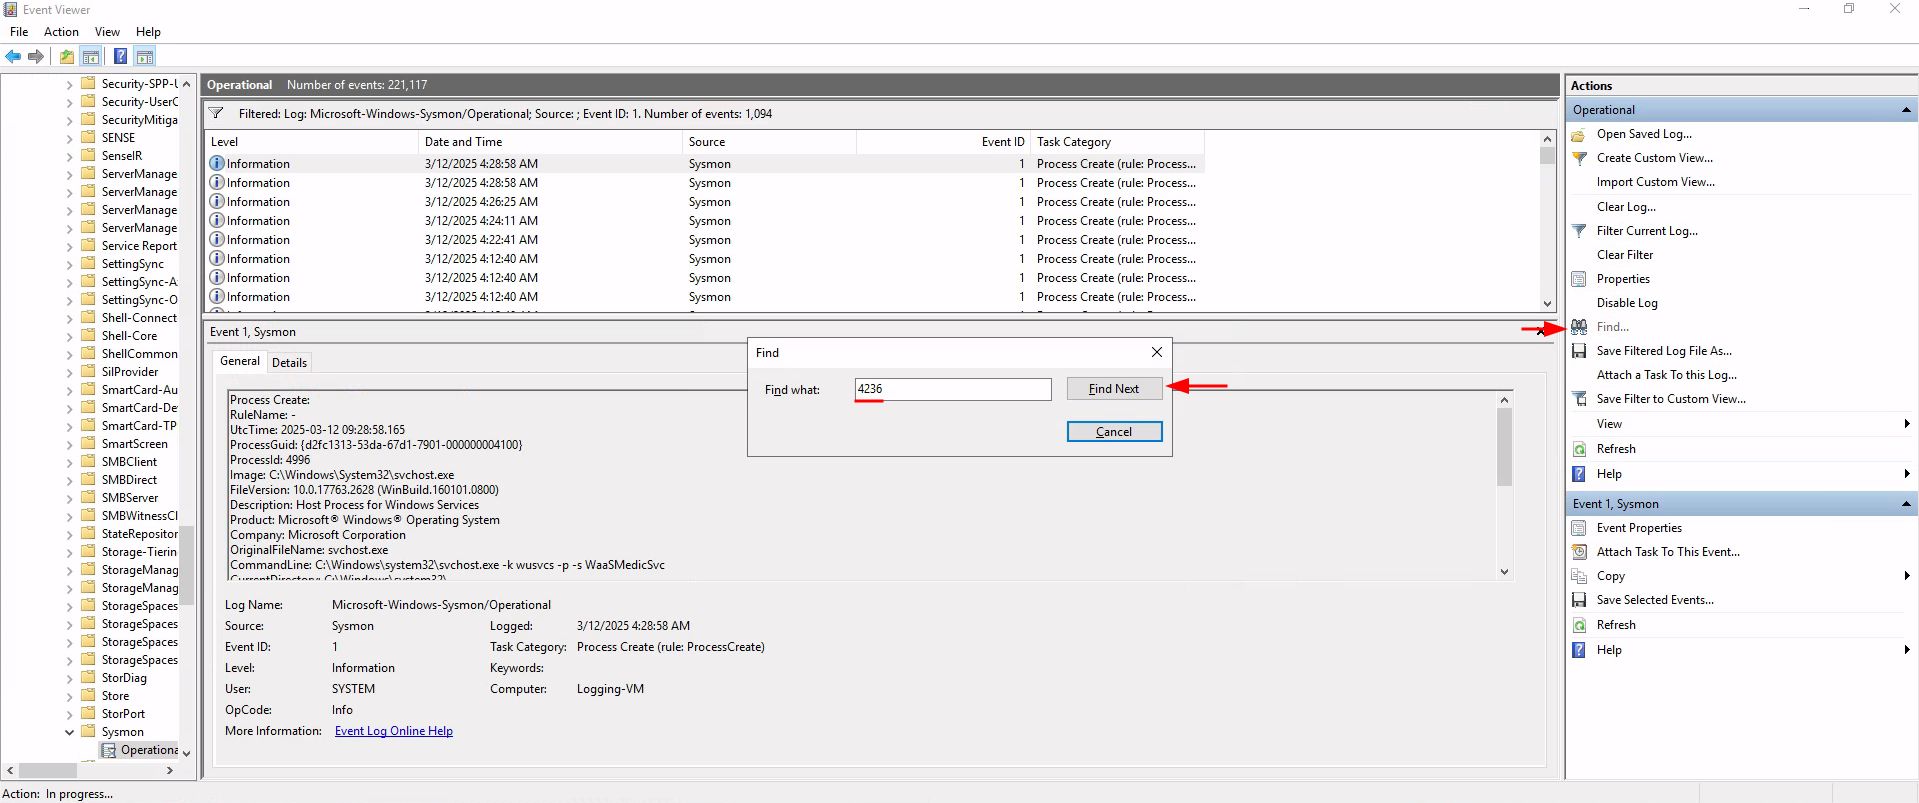 Event Viewer
File Action View Help
Security-SPP-U
Security-UserC
SecurityMitiga
SENSE
SenseIR
ServerManage
ServerManage
ServerManage
ServerManage
Service Report
SettingSync
SettingSync-A
SettingSync-O
Shell-Connect
Shell-Core
ShellCommon
SilProvider
SmartCard-Au
SmartCard-De
SmartCard-TP
SmartScreen
SMBClient
SMBDirect
SMBServer
SMBWitnessCl
StateRepositor
Storage-Tierin
StorageManag
StorageManag
StorageSpaces
StorageSpaces
StorageSpaces
StorageSpaces
StorDiag
Store
StorPort
Sysmon
Operationa
Operational Number of events: 221,117
Filtered: Log: Microsoft-Windows-Sysmon/Operational; Source: ; Event ID: 1. Number of events: 1,094
Level Date and Time Source Event ID Task Category
Information 3/12/2025 4:28:58 AM Sysmon 1 Process Create (rule: Process...
Information 3/12/2025 4:28:58 AM Sysmon 1 Process Create (rule: Process...
Information 3/12/2025 4:26:25 AM Sysmon 1 Process Create (rule: Process...
Information 3/12/2025 4:24:11 AM Sysmon 1 Process Create (rule: Process...
Information 3/12/2025 4:22:41 AM Sysmon 1 Process Create (rule: Process...
Information 3/12/2025 4:12:40 AM Sysmon 1 Process Create (rule: Process...
Information 3/12/2025 4:12:40 AM Sysmon 1 Process Create (rule: Process...
Information 3/12/2025 4:12:40 AM Sysmon 1 Process Create (rule: Process...
Event 1, Sysmon
General Details
Process Create:
RuleName: -
UtcTime: 2025-03-12 09:28:58.165
ProcessGuid: {d2fc1313-53da-67d1-7901-000000004100}
ProcessId: 4996
Image: C:\Windows\System32\svchost.exe
FileVersion: 10.0.17763.2628 (WinBuild.160101.0800)
Description: Host Process for Windows Services
Product: Microsoft® Windows® Operating System
Company: Microsoft Corporation
OriginalFileName: svchost.exe
CommandLine: C:\Windows\system32\svchost.exe -k wusvcs -p -s WaaSMedicSvc
CurrentDirectory: C:\Windows\system32\
Log Name: Microsoft-Windows-Sysmon/Operational
Source: Sysmon Logged: 3/12/2025 4:28:58 AM
Event ID: 1 Task Category: Process Create (rule: ProcessCreate)
Level: Information Keywords:
User: SYSTEM Computer: Logging-VM
OpCode: Info
More Information: Event Log Online Help
Find
Find what: 4236 Find Next
Cancel
Actions
Operational
Open Saved Log...
Create Custom View...
Import Custom View...
Clear Log...
Filter Current Log...
Clear Filter
Properties
Disable Log
Find...
Save Filtered Log File As...
Attach a Task To this Log...
Save Filter to Custom View...
View
Refresh
Help
Event 1, Sysmon
Event Properties
Attach Task To This Event...
Copy
Save Selected Events...
Refresh
Help
Action: In progress...